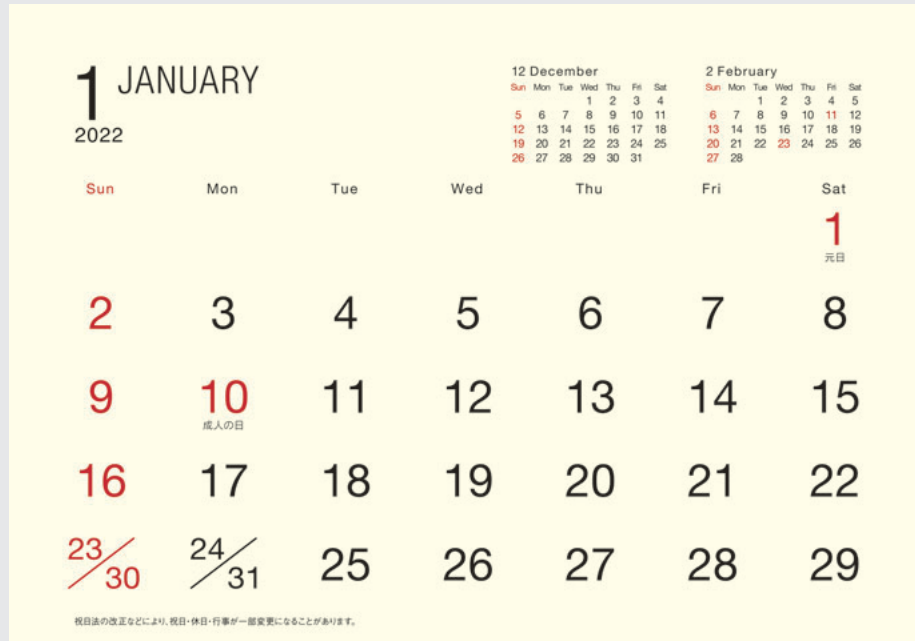 1 JANUARY
2022
12 December
Sun Mon Tue Wed Thu Fri Sat
1 2 3 4
5 6 7 8 9 10 11
12 13 14 15 16 17 18
19 20 21 22 23 24 25
26 27 28 29 30 31
2 February
Sun Mon Tue Wed Thu Fri Sat
1 2 3 4 5
6 7 8 9 10 11 12
13 14 15 16 17 18 19
20 21 22 23 24 25 26
27 28
Sun Mon Tue Wed Thu Fri Sat
1
元日
2 3 4 5 6 7 8
9 10 11 12 13 14 15
成人の日
16 17 18 19 20 21 22
23/30 24/31 25 26 27 28 29
祝日法の改正などにより、祝日・休日・行事が一部変更になることがあります。